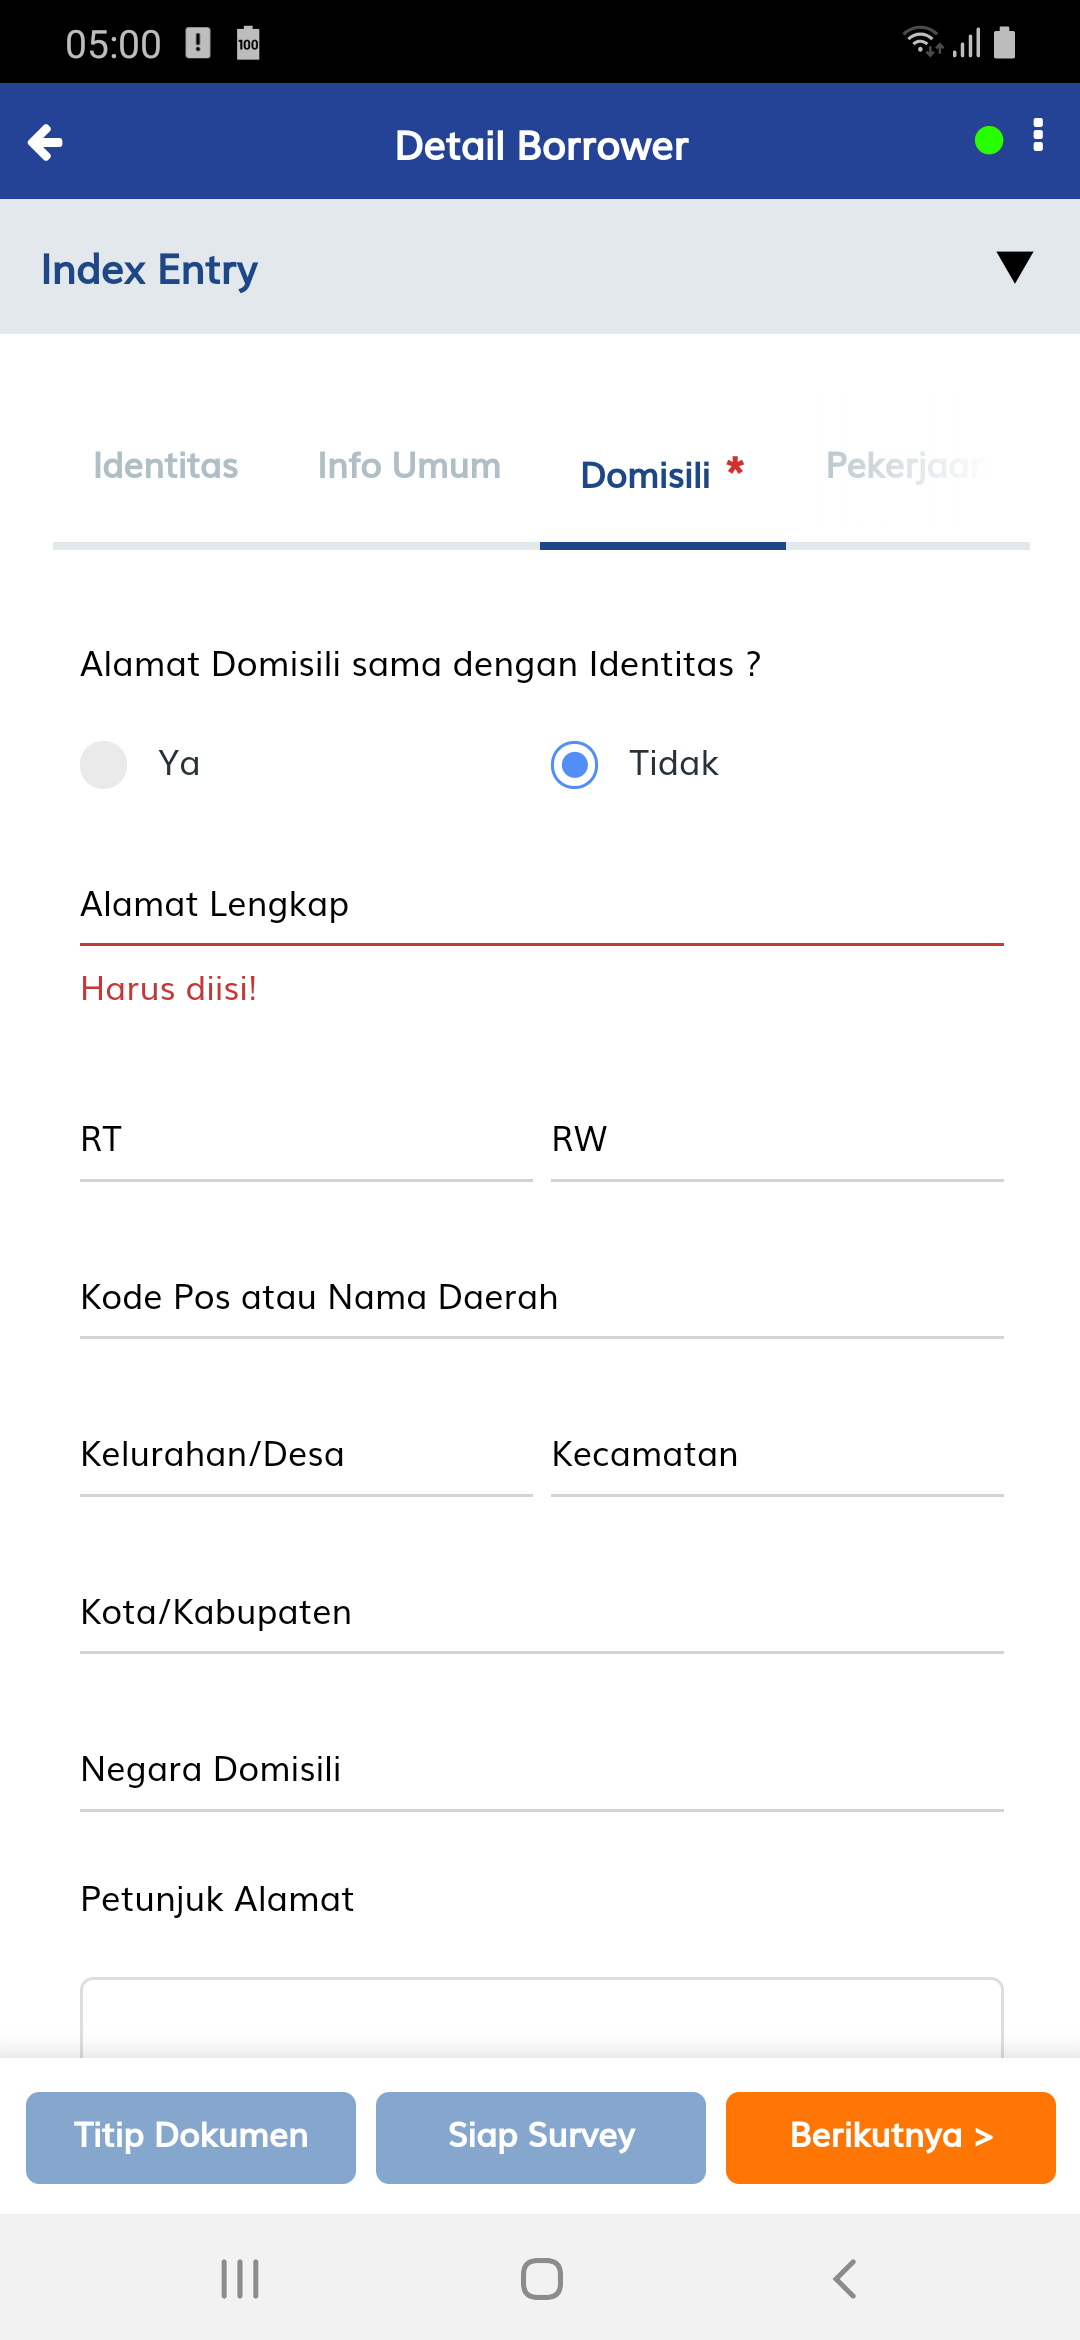 05:00
100
Detail Borrower
Index Entry
Identitas Info Umum Domisili * Pekerjaan
Alamat Domisili sama dengan Identitas ?
Ya Tidak
Alamat Lengkap
Harus diisi!
RT RW
Kode Pos atau Nama Daerah
Kelurahan/Desa Kecamatan
Kota/Kabupaten
Negara Domisili
Petunjuk Alamat
Titip Dokumen Siap Survey Berikutnya >